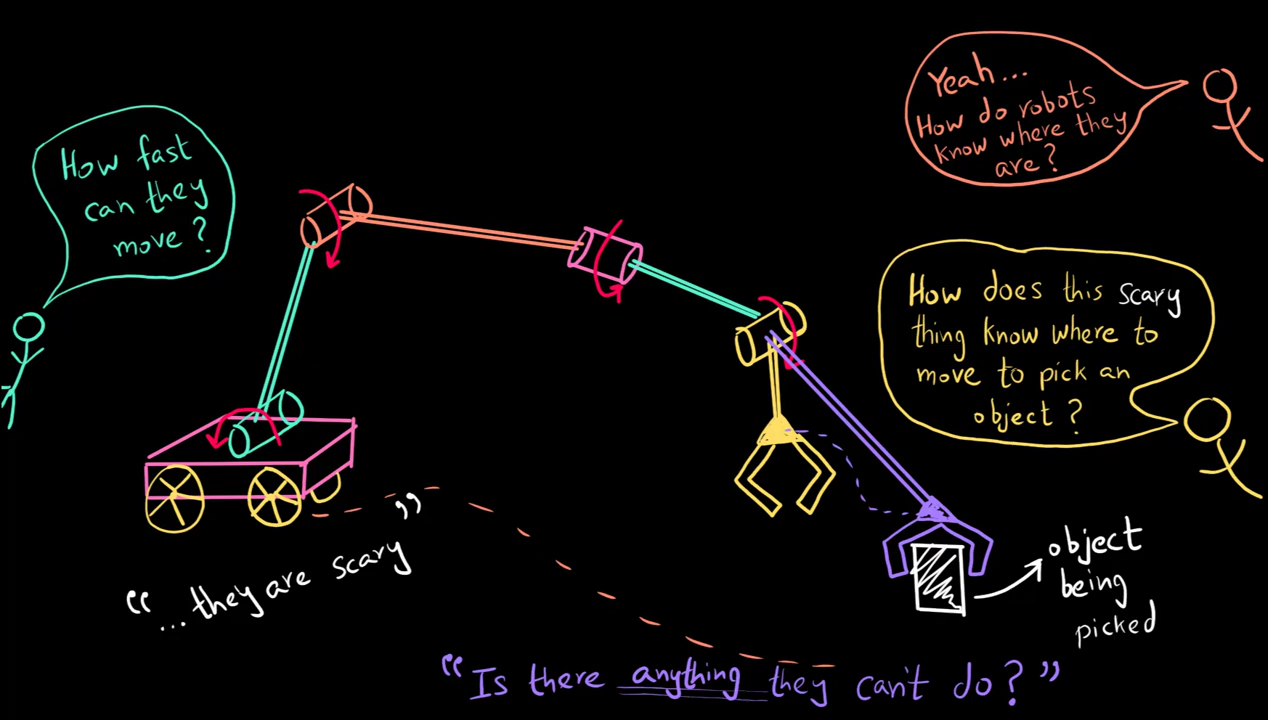 Yeah...
How do robots
know where they
are?
How fast
can they
move?
How does this scary
thing know where to
move to pick an
object?
"...they are scary"
object
being
picked
"Is there anything they can't do?"